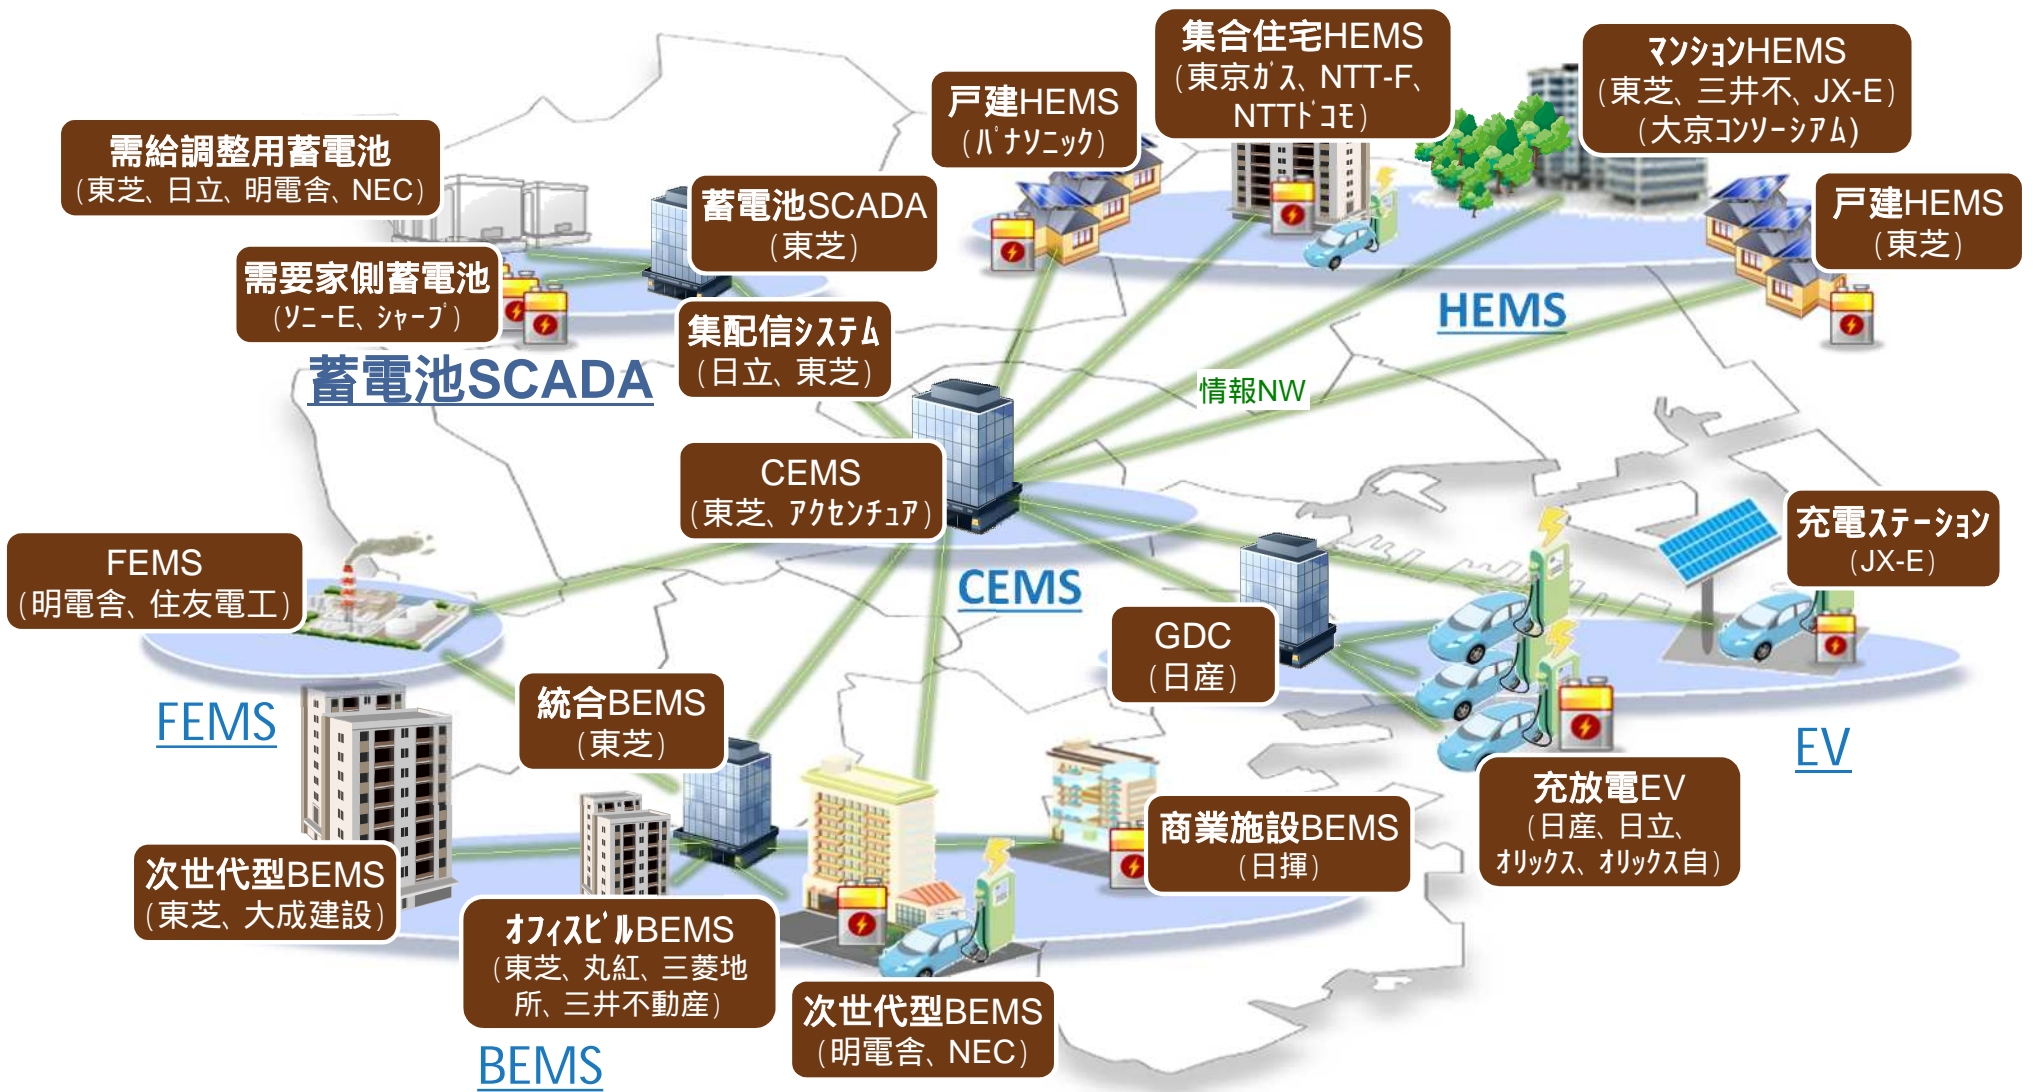 集合住宅HEMS
(東京ガス、NTT-F、
NTTドコモ)
マンションHEMS
(東芝、三井不、JX-E)
(大京コンソーシアム)
戸建HEMS
(パナソニック)
需給調整用蓄電池
(東芝、日立、明電舎、NEC)
蓄電池SCADA
(東芝)
戸建HEMS
(東芝)
需要家側蓄電池
(ソニーE、シャープ)
HEMS
集配信システム
(日立、東芝)
蓄電池SCADA
情報NW
CEMS
(東芝、アクセンチュア)
充電ステーション
(JX-E)
FEMS
(明電舎、住友電工)
CEMS
GDC
(日産)
FEMS
統合BEMS
(東芝)
EV
充放電EV
(日産、日立、
オリックス、オリックス自)
商業施設BEMS
(日揮)
次世代型BEMS
(東芝、大成建設)
オフィスビルBEMS
(東芝、丸紅、三菱地
所、三井不動産)
次世代型BEMS
(明電舎、NEC)
BEMS